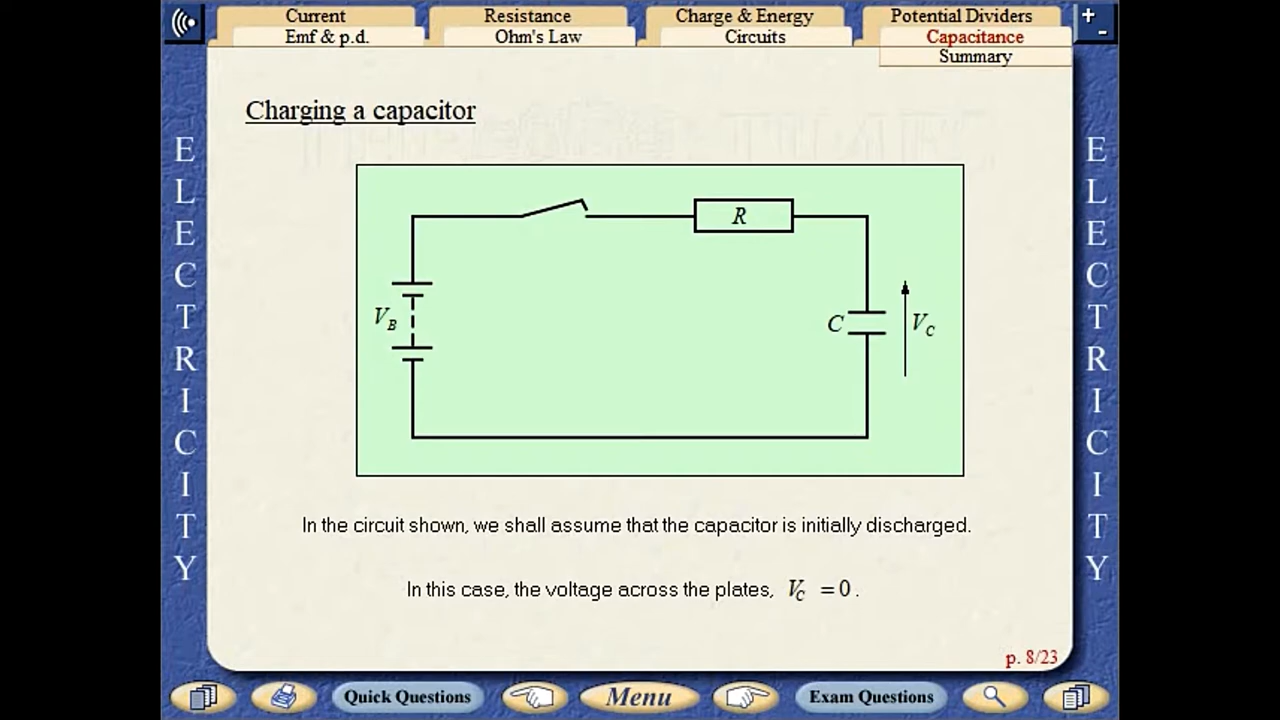 Current
Resistance
Charge & Energy
Potential Dividers
+
-
Emf & p.d.
Ohm's Law
Circuits
Capacitance
Summary
Charging a capacitor
R
V_B
C
V_C
In the circuit shown, we shall assume that the capacitor is initially discharged.
In this case, the voltage across the plates, V_C = 0 .
p. 8/23
ELECTRICITY
ELECTRICITY
Quick Questions
Menu
Exam Questions